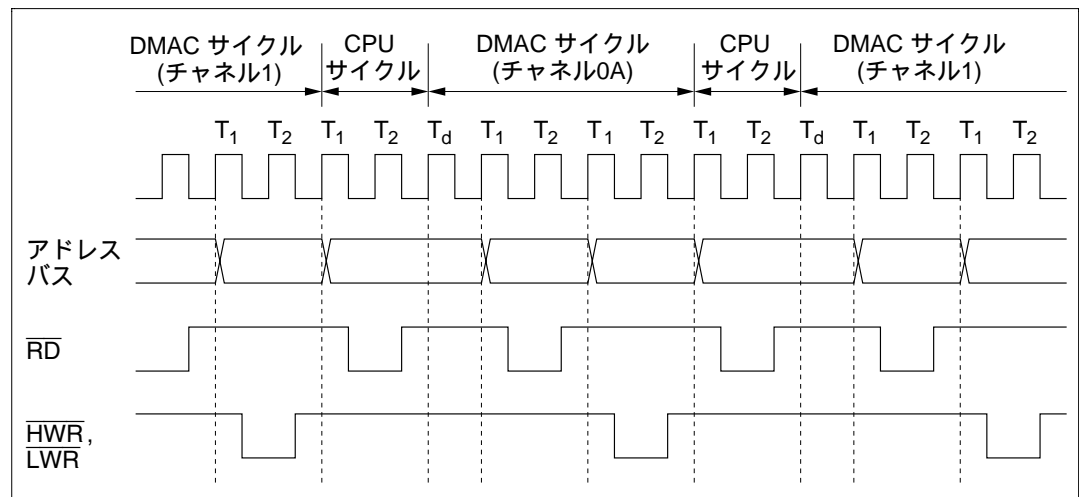 DMAC サイクル
(チャネル1)
CPU
サイクル
DMAC サイクル
(チャネル0A)
CPU
サイクル
DMAC サイクル
(チャネル1)
T1 T2 T1 T2 Td T1 T2 T1 T2 T1 T2 Td T1 T2 T1 T2
アドレス
バス
RD
HWR,
LWR